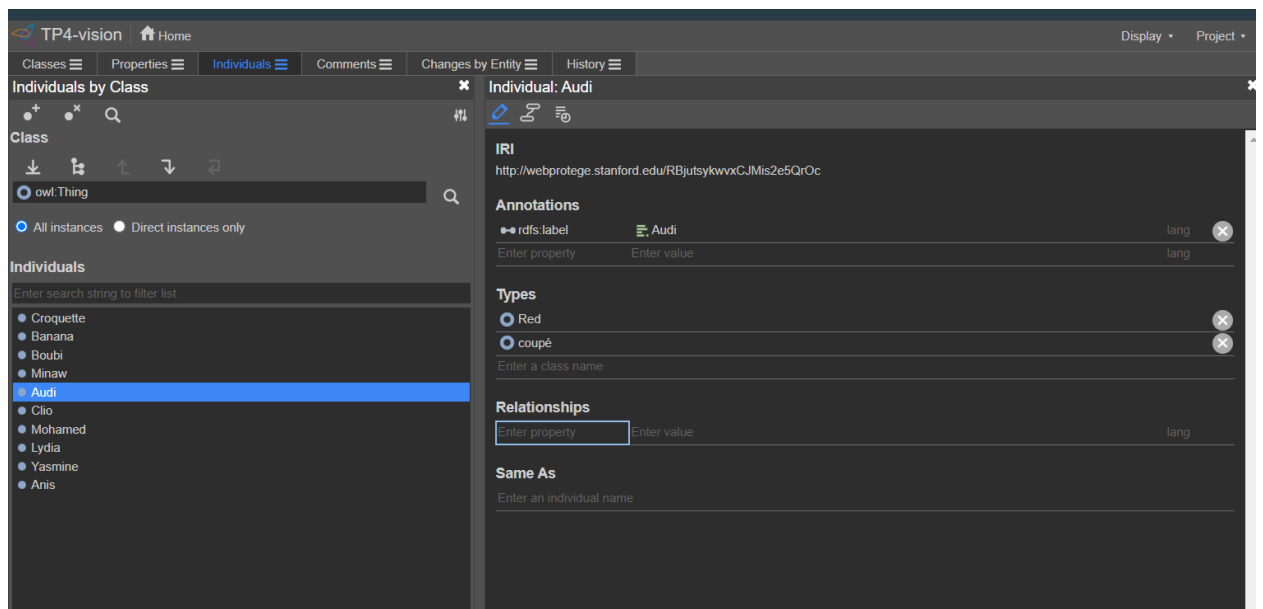 TP4-vision Home Display Project
Classes Properties Individuals Comments Changes by Entity History
Individuals by Class
Class
owl:Thing
All instances Direct instances only
Individuals
Enter search string to filter list
Croquette
Banana
Boubi
Minaw
Audi
Clio
Mohamed
Lydia
Yasmine
Anis
Individual: Audi
IRI
http://webprotege.stanford.edu/RBjutsykwvxCJMis2e5QrOc
Annotations
rdfs:label Audi lang
Enter property Enter value lang
Types
Red
coupé
Enter a class name
Relationships
Enter property Enter value lang
Same As
Enter an individual name